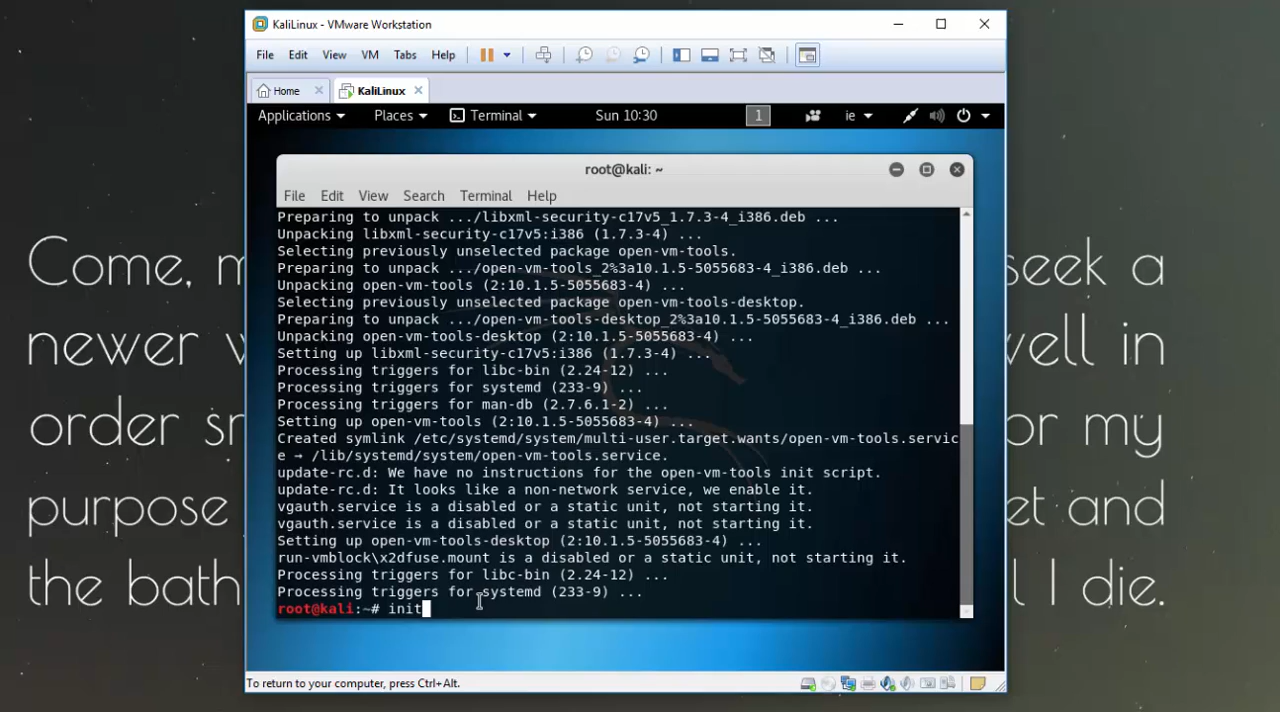 KaliLinux - VMware Workstation
File Edit View VM Tabs Help
Home KaliLinux
Applications Places Terminal Sun 10:30 1 ie
root@kali: ~
File Edit View Search Terminal Help
Preparing to unpack .../libxml-security-c17v5_1.7.3-4_i386.deb ...
Unpacking libxml-security-c17v5:i386 (1.7.3-4) ...
Selecting previously unselected package open-vm-tools.
Preparing to unpack .../open-vm-tools_2%3a10.1.5-5055683-4_i386.deb ...
Unpacking open-vm-tools (2:10.1.5-5055683-4) ...
Selecting previously unselected package open-vm-tools-desktop.
Preparing to unpack .../open-vm-tools-desktop_2%3a10.1.5-5055683-4_i386.deb ...
Unpacking open-vm-tools-desktop (2:10.1.5-5055683-4) ...
Setting up libxml-security-c17v5:i386 (1.7.3-4) ...
Processing triggers for libc-bin (2.24-12) ...
Processing triggers for systemd (233-9) ...
Processing triggers for man-db (2.7.6.1-2) ...
Setting up open-vm-tools (2:10.1.5-5055683-4) ...
Created symlink /etc/systemd/system/multi-user.target.wants/open-vm-tools.servic
e → /lib/systemd/system/open-vm-tools.service.
update-rc.d: We have no instructions for the open-vm-tools init script.
update-rc.d: It looks like a non-network service, we enable it.
vgauth.service is a disabled or a static unit, not starting it.
vgauth.service is a disabled or a static unit, not starting it.
Setting up open-vm-tools-desktop (2:10.1.5-5055683-4) ...
run-vmblock\x2dfuse.mount is a disabled or a static unit, not starting it.
Processing triggers for libc-bin (2.24-12) ...
Processing triggers for systemd (233-9) ...
root@kali:~# init
To return to your computer, press Ctrl+Alt.
Come, m seek a
newer w well in
order sm or my
purpose et and
the bath l I die.